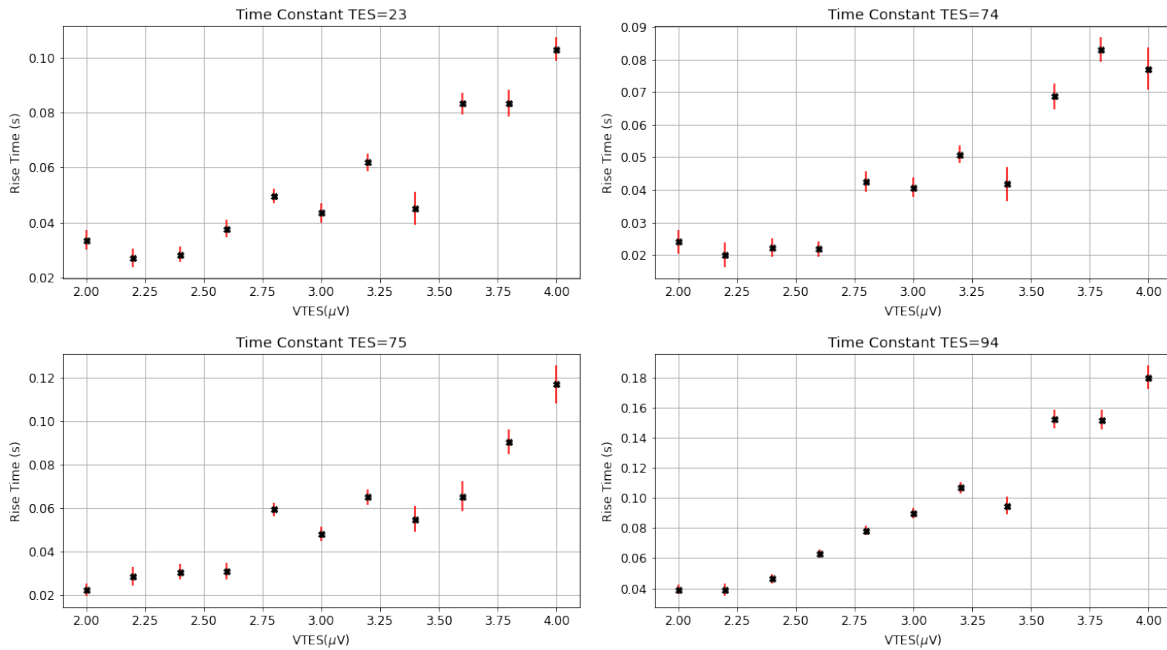 Time Constant TES=23
Rise Time (s)
0.10
0.08
0.06
0.04
0.02
2.00 2.25 2.50 2.75 3.00 3.25 3.50 3.75 4.00
VTES(μV)
Time Constant TES=74
Rise Time (s)
0.09
0.08
0.07
0.06
0.05
0.04
0.03
0.02
2.00 2.25 2.50 2.75 3.00 3.25 3.50 3.75 4.00
VTES(μV)
Time Constant TES=75
Rise Time (s)
0.12
0.10
0.08
0.06
0.04
0.02
2.00 2.25 2.50 2.75 3.00 3.25 3.50 3.75 4.00
VTES(μV)
Time Constant TES=94
Rise Time (s)
0.18
0.16
0.14
0.12
0.10
0.08
0.06
0.04
2.00 2.25 2.50 2.75 3.00 3.25 3.50 3.75 4.00
VTES(μV)